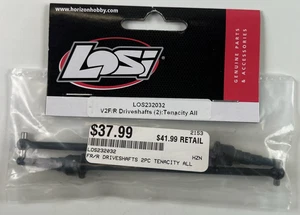 www.horizonhobby.com
LOSI
GENUINE PARTS
& ACCESSORIES
LOS232032
V2F/R Driveshafts (2):Tenacity All
2153
$37.99
$41.99 RETAIL
LOS232032
HZN
FR/R DRIVESHAFTS 2PC TENACITY ALL